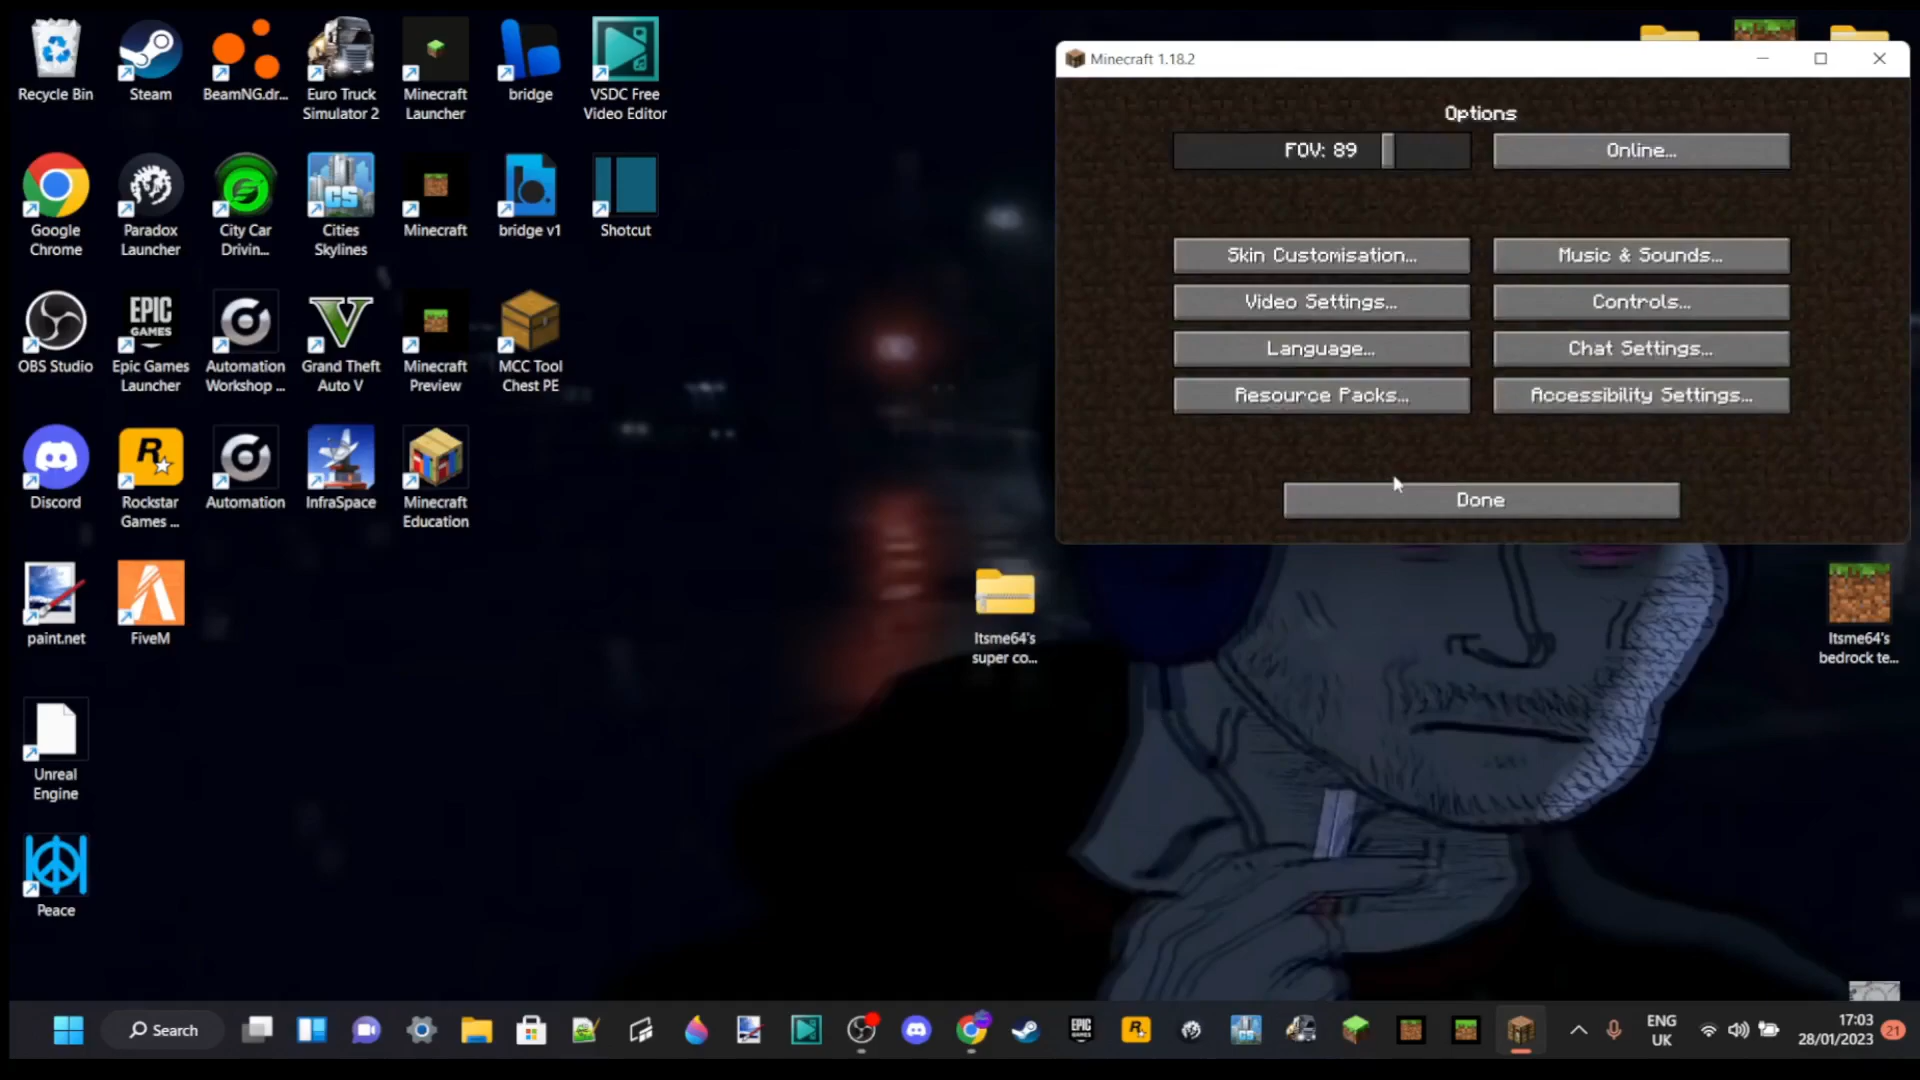 Recycle Bin
Steam
BeamNG.dr...
Euro Truck
Simulator 2
Minecraft
Launcher
bridge
VSDC Free
Video Editor
Google
Chrome
Paradox
Launcher
City Car
Drivin...
Cities
Skylines
CS
Minecraft
bridge v1
Shotcut
OBS Studio
EPIC
GAMES
Epic Games
Launcher
Automation
Workshop ...
Grand Theft
Auto V
Minecraft
Preview
MCC Tool
Chest PE
Discord
R
Rockstar
Games ...
Automation
InfraSpace
Minecraft
Education
paint.net
FiveM
Unreal
Engine
Peace
Minecraft 1.18.2
Options
FOV: 89
Online...
Skin Customisation...
Music & Sounds...
Video Settings...
Controls...
Language...
Chat Settings...
Resource Packs...
Accessibility Settings...
Done
Itsme64's
super co...
Itsme64's
bedrock te...
Search
EPIC
R
ENG
UK
17:03
28/01/2023
21